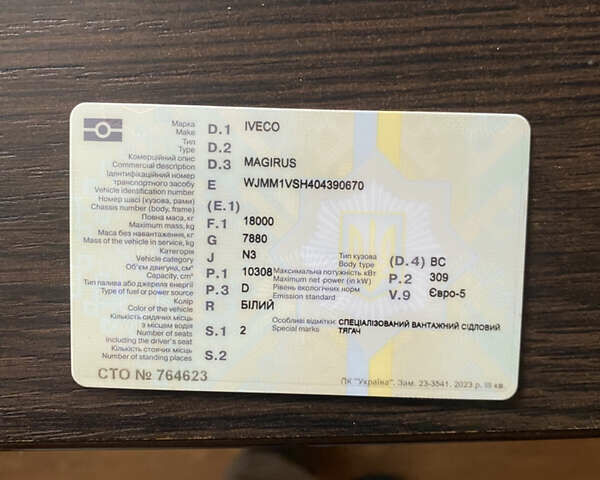 Марка
Make D.1 IVECO
Тип
Type D.2
Комерційний опис
Commercial description D.3 MAGIRUS
Ідентифікаційний номер
транспортного засобу E WJMM1VSH404390670
Vehicle identification number
Номер шасі (кузова, рами)
Chassis number (body, frame) (E.1)
Повна маса, кг
Maximum mass, kg F.1 18000
Маса без навантаження, кг
Mass of the vehicle in service, kg G 7880
Категорія
Vehicle category J N3 Тип кузова
Body type (D.4) BC
Об'єм двигуна, см³
Capacity, cm³ P.1 10308 Максимальна потужність, кВт
Maximum net power (in kW) P.2 309
Тип палива або джерела енергії
Type of fuel or power source P.3 D Рівень екологічних норм
Emission standard V.9 Євро-5
Колір
Color of the vehicle R БІЛИЙ
Кількість сидячих місць
з місцем водія
Number of seats S.1 2 Особливі відмітки: СПЕЦІАЛІЗОВАНИЙ ВАНТАЖНИЙ СІДЛОВИЙ
Special marks ТЯГАЧ
including the driver's seat
Кількість стоячих місць
Number of standing places S.2
СТО № 764623
ПК "Україна". Зам. 23-3541. 2023 р. III кв.